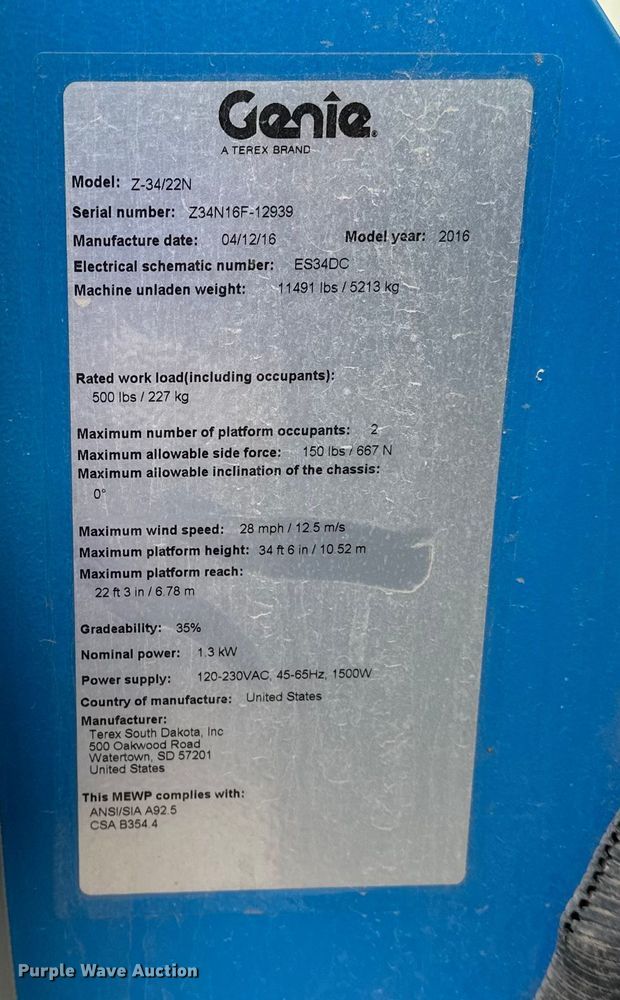 Genie
A TEREX BRAND
Model: Z-34/22N
Serial number: Z34N16F-12939
Manufacture date: 04/12/16 Model year: 2016
Electrical schematic number: ES34DC
Machine unladen weight: 11491 lbs / 5213 kg
Rated work load(including occupants):
500 lbs / 227 kg
Maximum number of platform occupants: 2
Maximum allowable side force: 150 lbs / 667 N
Maximum allowable inclination of the chassis:
0°
Maximum wind speed: 28 mph / 12.5 m/s
Maximum platform height: 34 ft 6 in / 10.52 m
Maximum platform reach:
22 ft 3 in / 6.78 m
Gradeability: 35%
Nominal power: 1.3 kW
Power supply: 120-230VAC, 45-65Hz, 1500W
Country of manufacture: United States
Manufacturer:
Terex South Dakota, Inc
500 Oakwood Road
Watertown, SD 57201
United States
This MEWP complies with:
ANSI/SIA A92.5
CSA B354.4
Purple Wave Auction